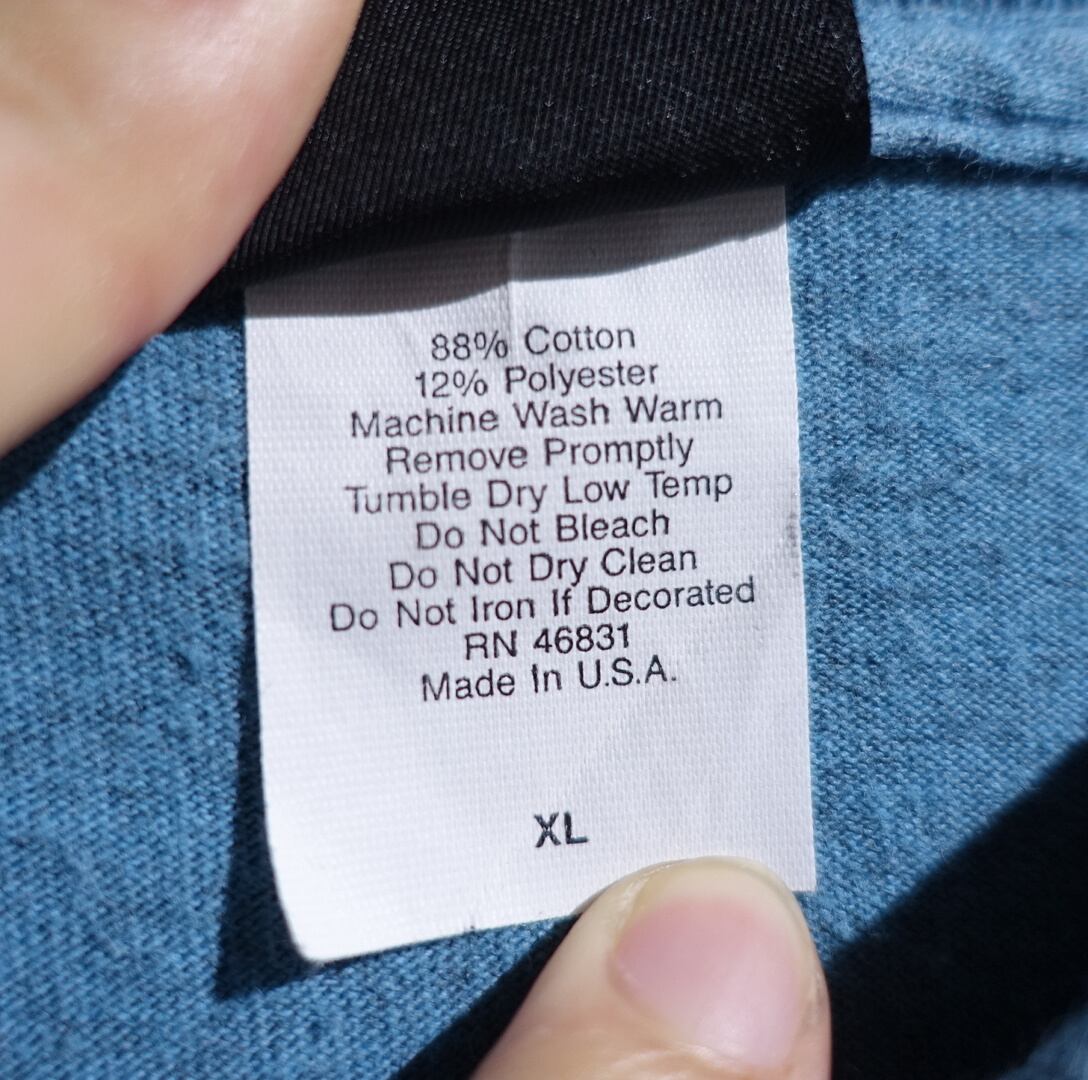 88% Cotton
12% Polyester
Machine Wash Warm
Remove Promptly
Tumble Dry Low Temp
Do Not Bleach
Do Not Dry Clean
Do Not Iron If Decorated
RN 46831
Made In U.S.A.
XL